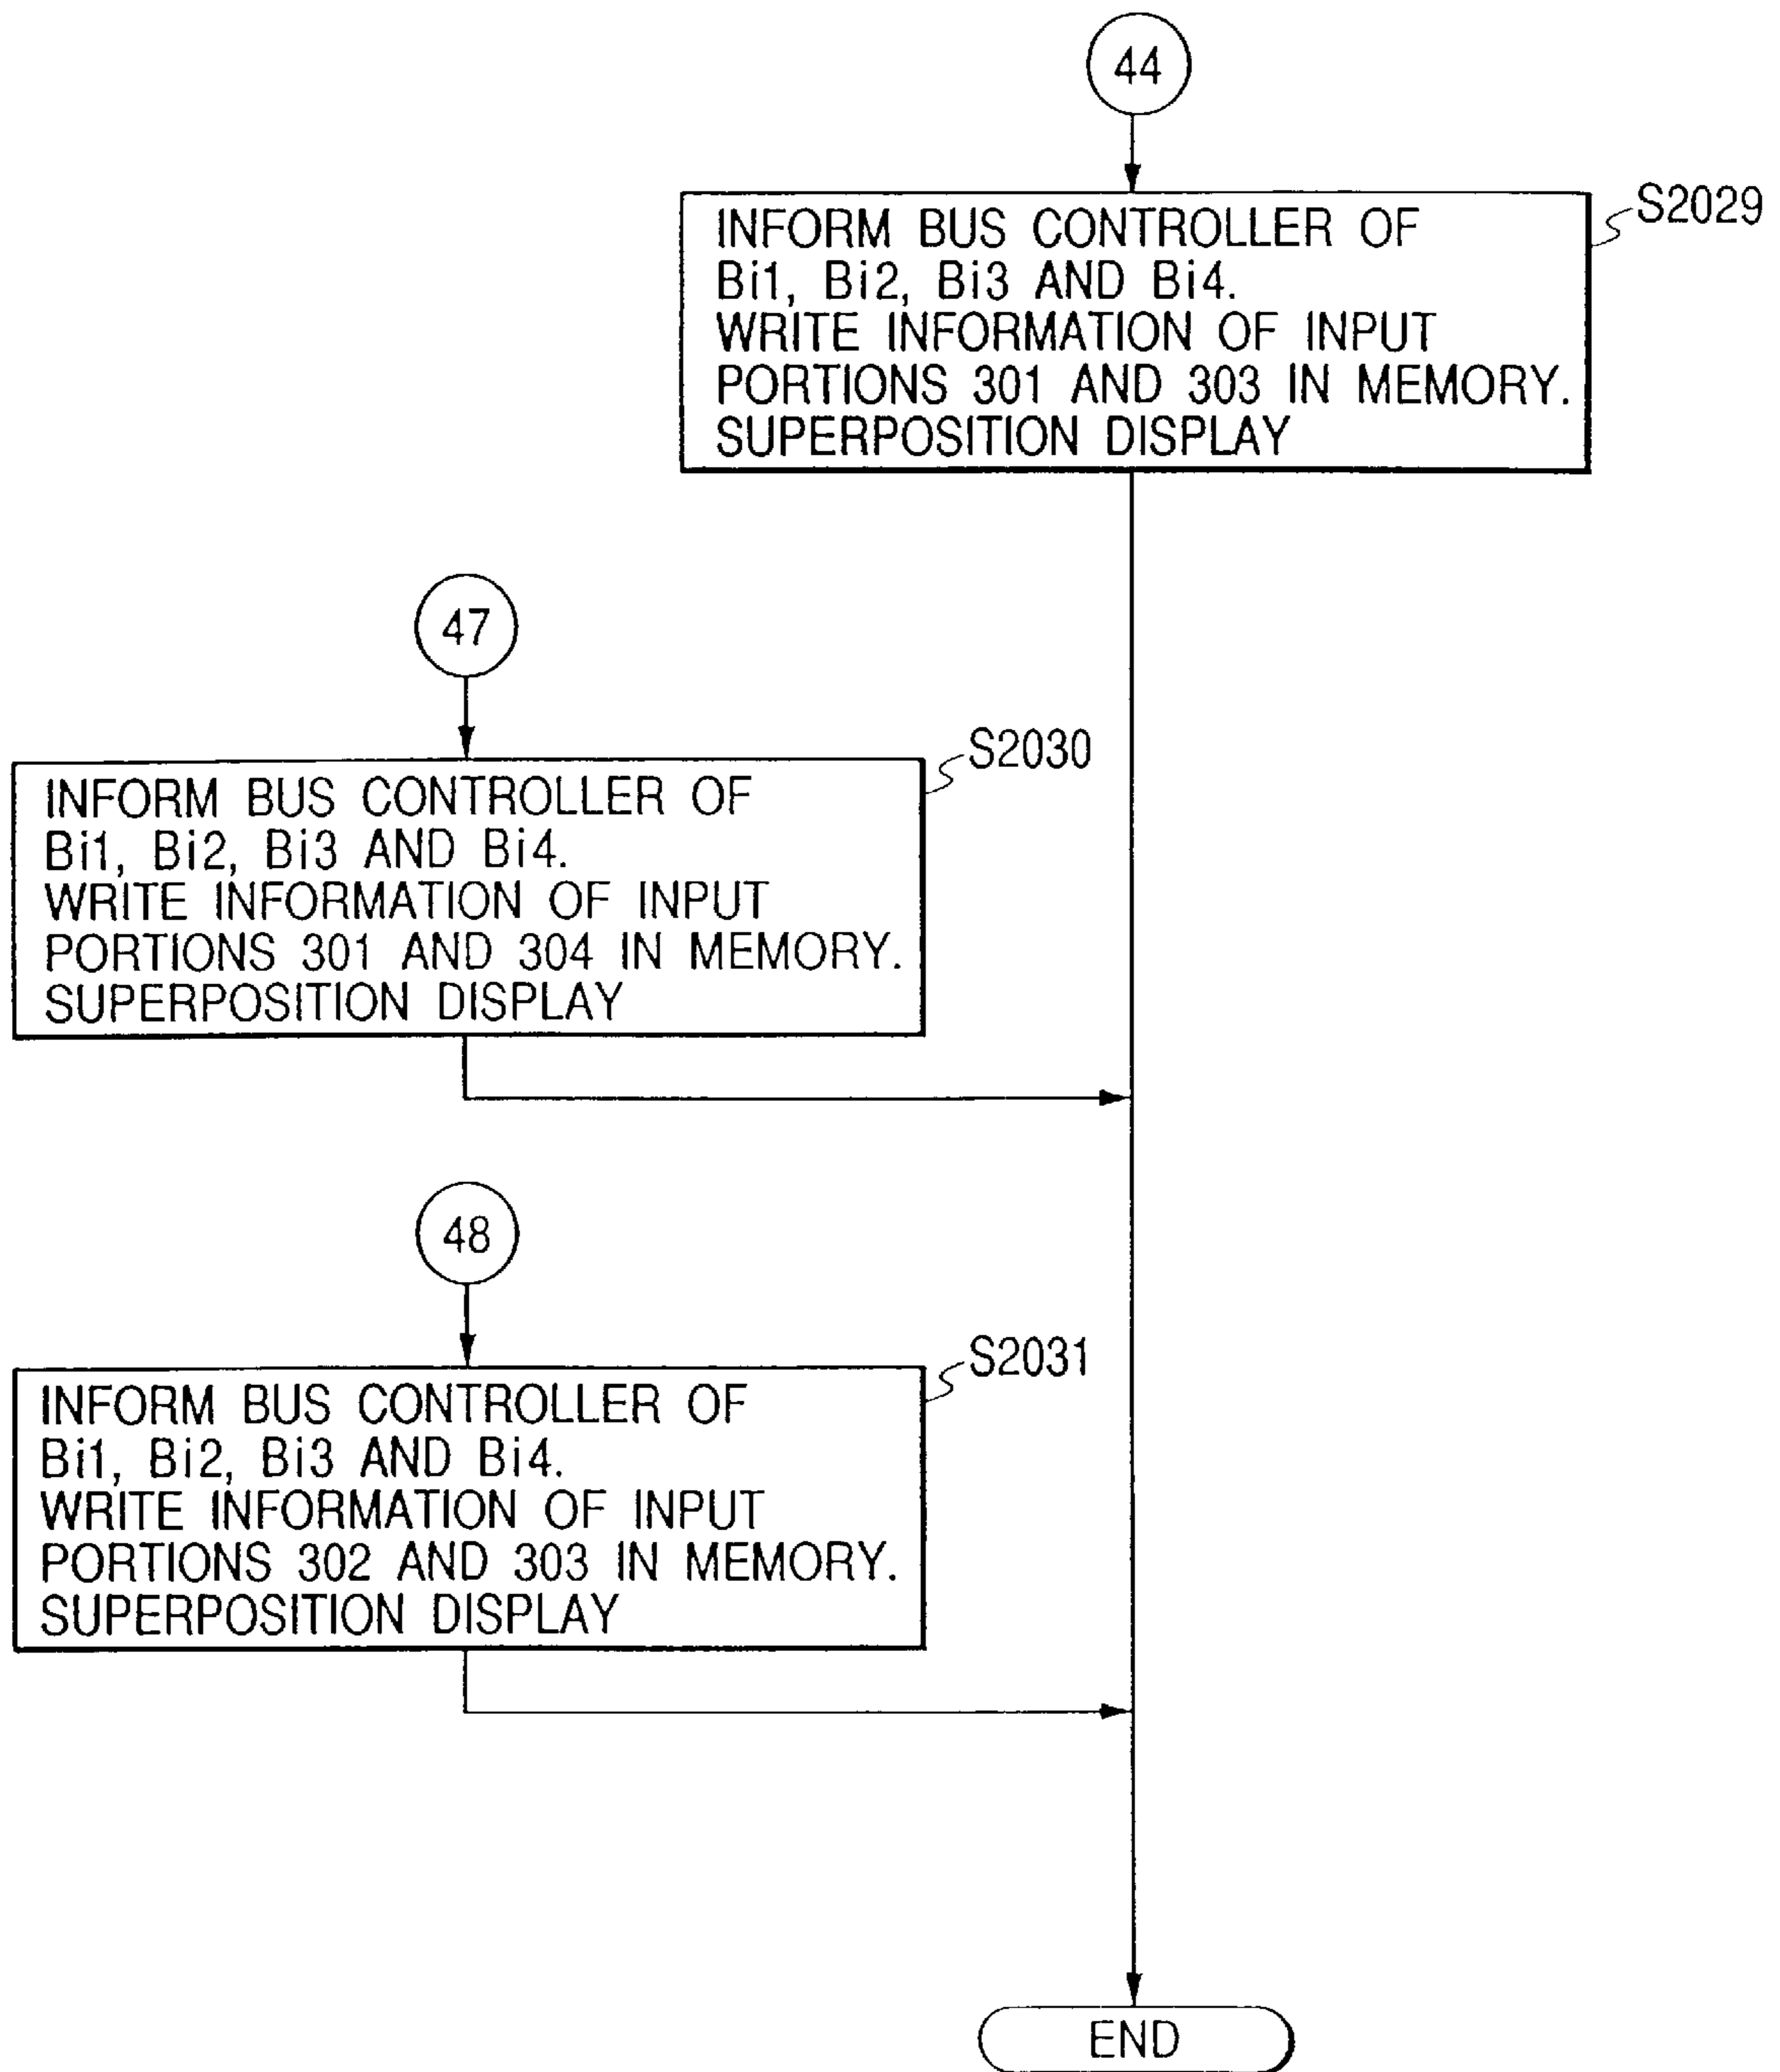 44
S2029
INFORM BUS CONTROLLER OF
Bi1, Bi2, Bi3 AND Bi4.
WRITE INFORMATION OF INPUT
PORTIONS 301 AND 303 IN MEMORY.
SUPERPOSITION DISPLAY
47
S2030
INFORM BUS CONTROLLER OF
Bi1, Bi2, Bi3 AND Bi4.
WRITE INFORMATION OF INPUT
PORTIONS 301 AND 304 IN MEMORY.
SUPERPOSITION DISPLAY
48
S2031
INFORM BUS CONTROLLER OF
Bi1, Bi2, Bi3 AND Bi4.
WRITE INFORMATION OF INPUT
PORTIONS 302 AND 303 IN MEMORY.
SUPERPOSITION DISPLAY
END